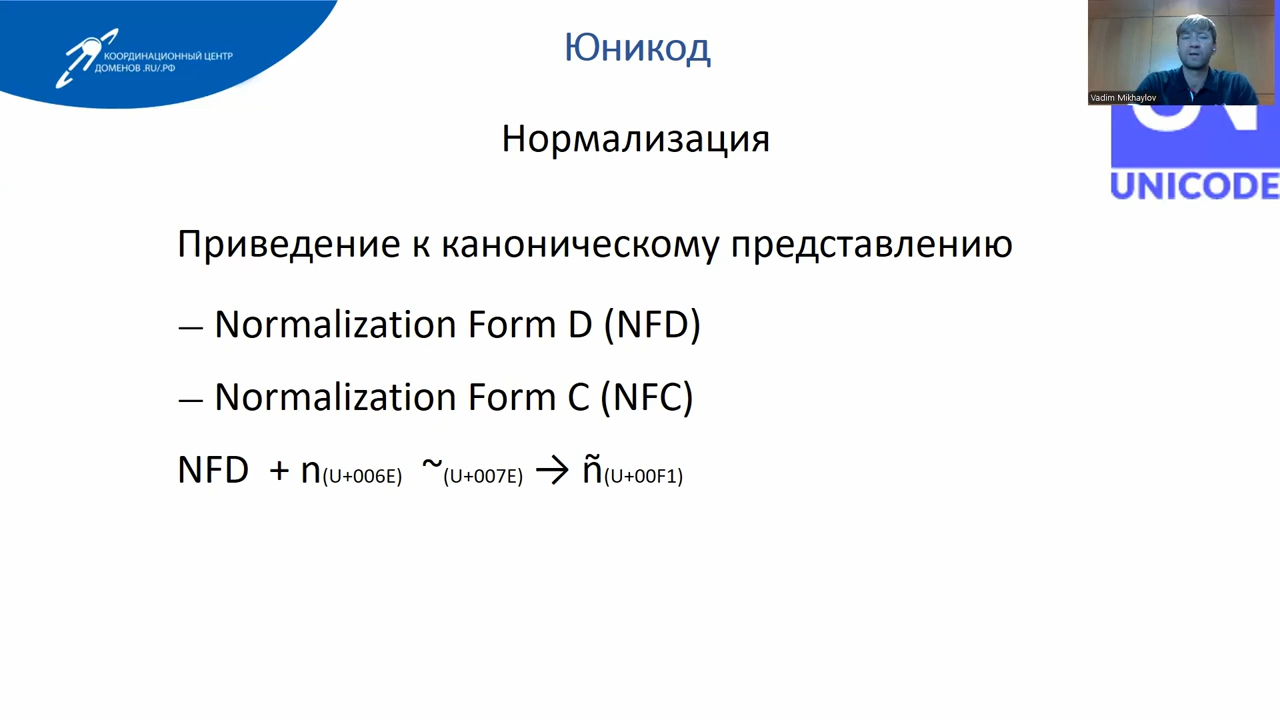 КООРДИНАЦИОННЫЙ ЦЕНТР
ДОМЕНОВ .RU/.РФ
Юникод
Vadim Mikhaylov
UNICODE
Нормализация
Приведение к каноническому представлению
— Normalization Form D (NFD)
— Normalization Form C (NFC)
NFD + n(U+006E) ~(U+007E) → ñ(U+00F1)